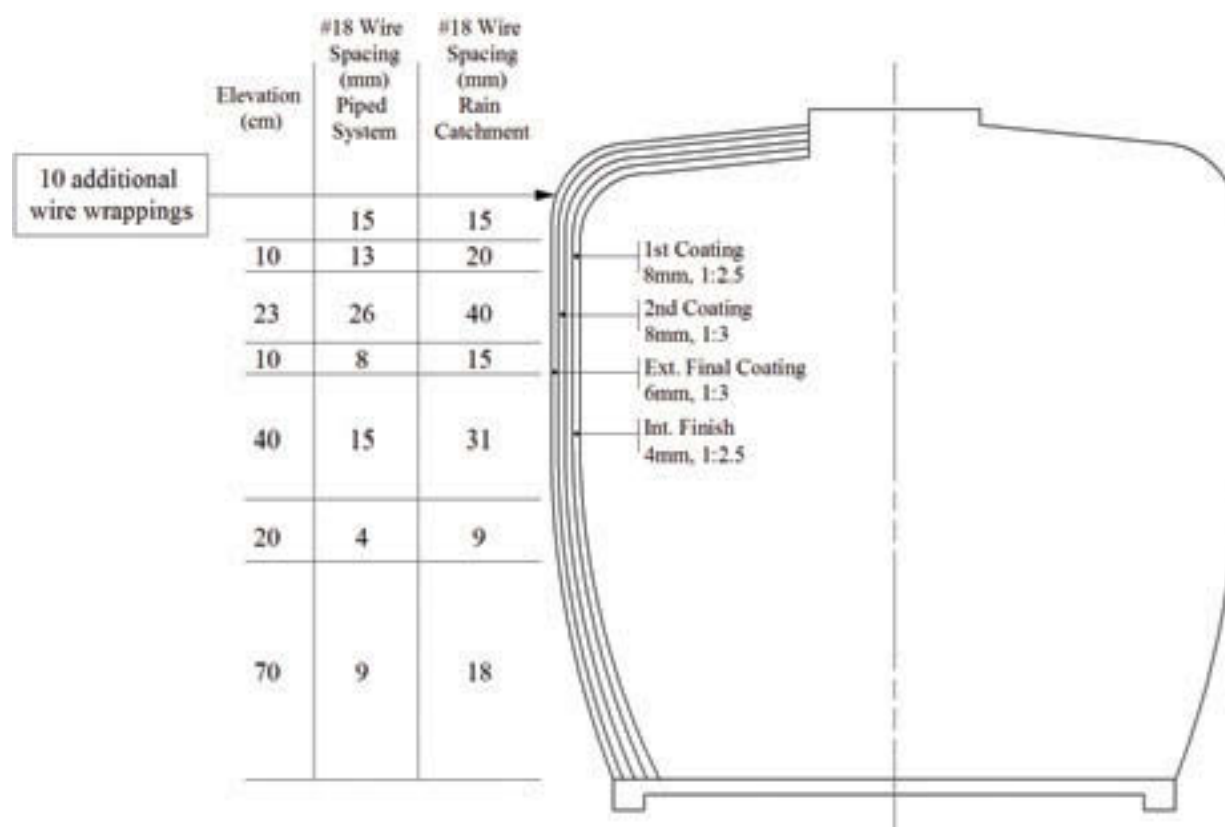 #18 Wire
Spacing
(mm)
Piped
System
#18 Wire
Spacing
(mm)
Rain
Catchment
Elevation
(cm)
10 additional
wire wrappings
15 15
10 13 20
23 26 40
10 8 15
40 15 31
20 4 9
70 9 18
1st Coating
8mm, 1:2.5
2nd Coating
8mm, 1:3
Ext. Final Coating
6mm, 1:3
Int. Finish
4mm, 1:2.5